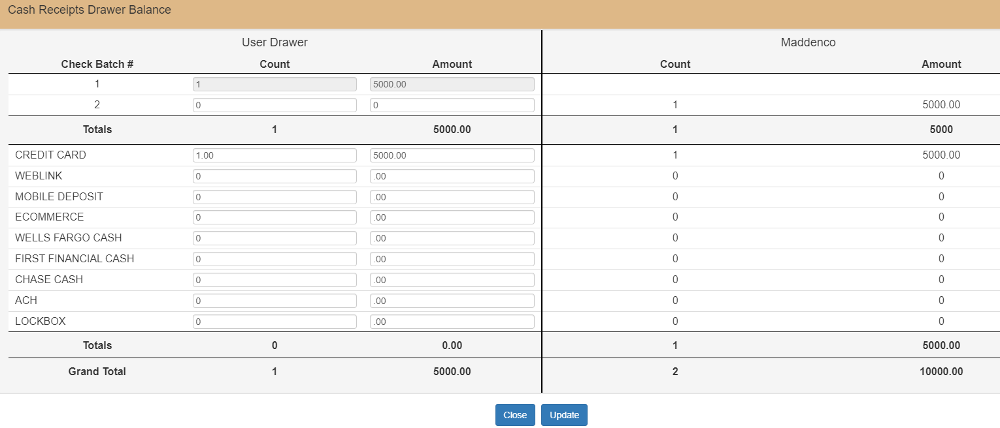 Cash Receipts Drawer Balance
User Drawer Maddenco
Check Batch # Count Amount Count Amount
1 1 5000.00
2 0 0 1 5000.00
Totals 1 5000.00 1 5000
CREDIT CARD 1.00 5000.00 1 5000.00
WEBLINK 0 .00 0 0
MOBILE DEPOSIT 0 .00 0 0
ECOMMERCE 0 .00 0 0
WELLS FARGO CASH 0 .00 0 0
FIRST FINANCIAL CASH 0 .00 0 0
CHASE CASH 0 .00 0 0
ACH 0 .00 0 0
LOCKBOX 0 .00 0 0
Totals 0 0.00 1 5000.00
Grand Total 1 5000.00 2 10000.00
Close Update